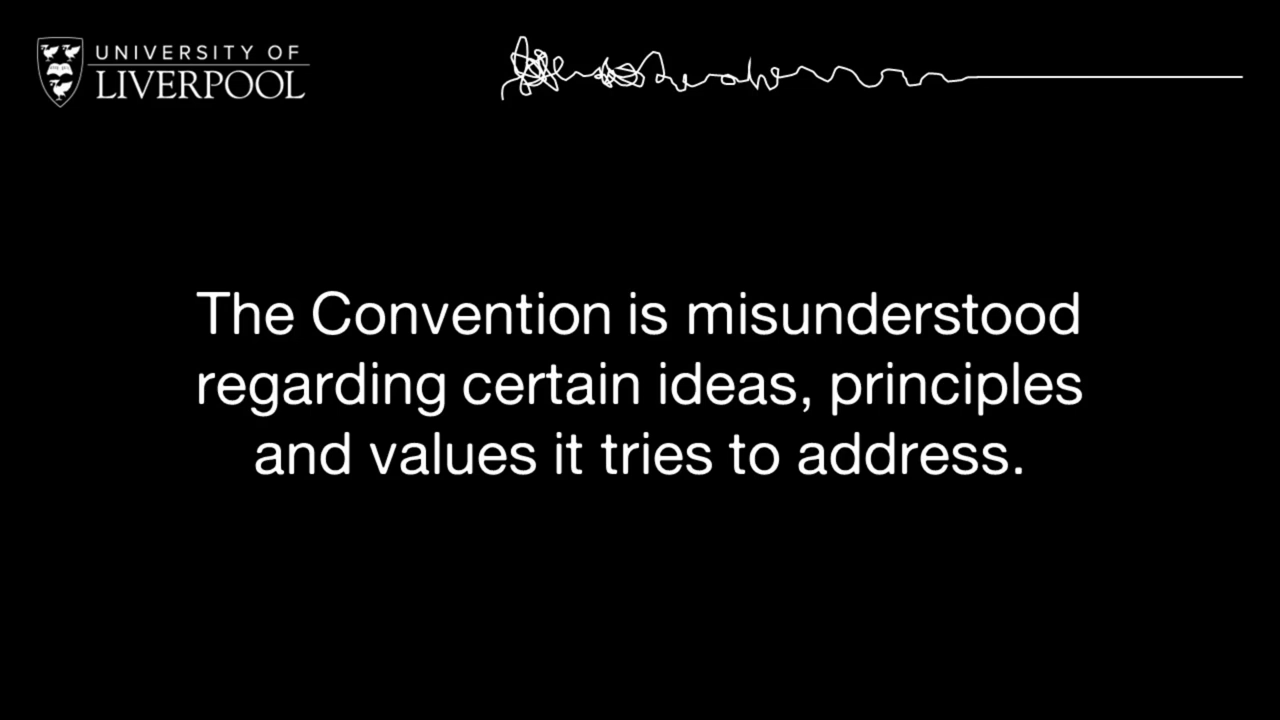 UNIVERSITY OF
LIVERPOOL
The Convention is misunderstood
regarding certain ideas, principles
and values it tries to address.